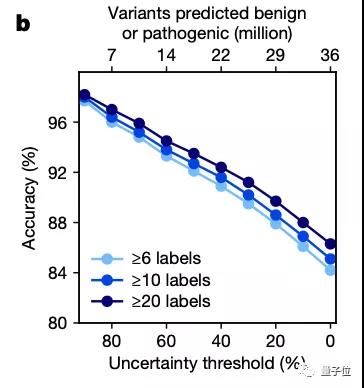 b
Variants predicted benign
or pathogenic (million)
7 14 22 29 36
Accuracy (%)
96
92
88
84
80
≥6 labels
≥10 labels
≥20 labels
80 60 40 20 0
Uncertainty threshold (%)
量子位